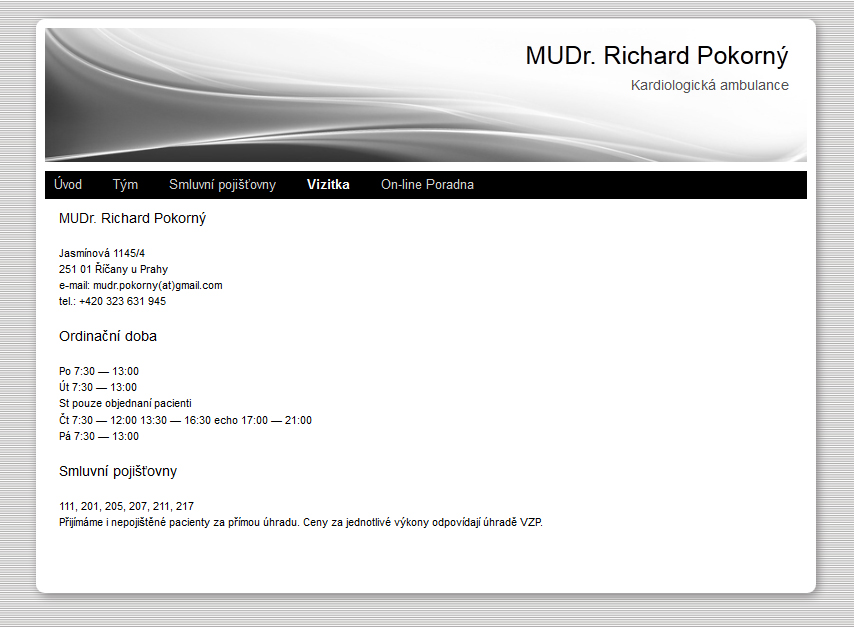 MUDr. Richard Pokorný
Kardiologická ambulance
Úvod Tým Smluvní pojišťovny Vizitka On-line Poradna
MUDr. Richard Pokorný
Jasmínová 1145/4
251 01 Říčany u Prahy
e-mail: mudr.pokorny(at)gmail.com
tel.: +420 323 631 945
Ordinační doba
Po 7:30 — 13:00
Út 7:30 — 13:00
St pouze objednaní pacienti
Čt 7:30 — 12:00 13:30 — 16:30 echo 17:00 — 21:00
Pá 7:30 — 13:00
Smluvní pojišťovny
111, 201, 205, 207, 211, 217
Přijímáme i nepojištěné pacienty za přímou úhradu. Ceny za jednotlivé výkony odpovídají úhradě VZP.